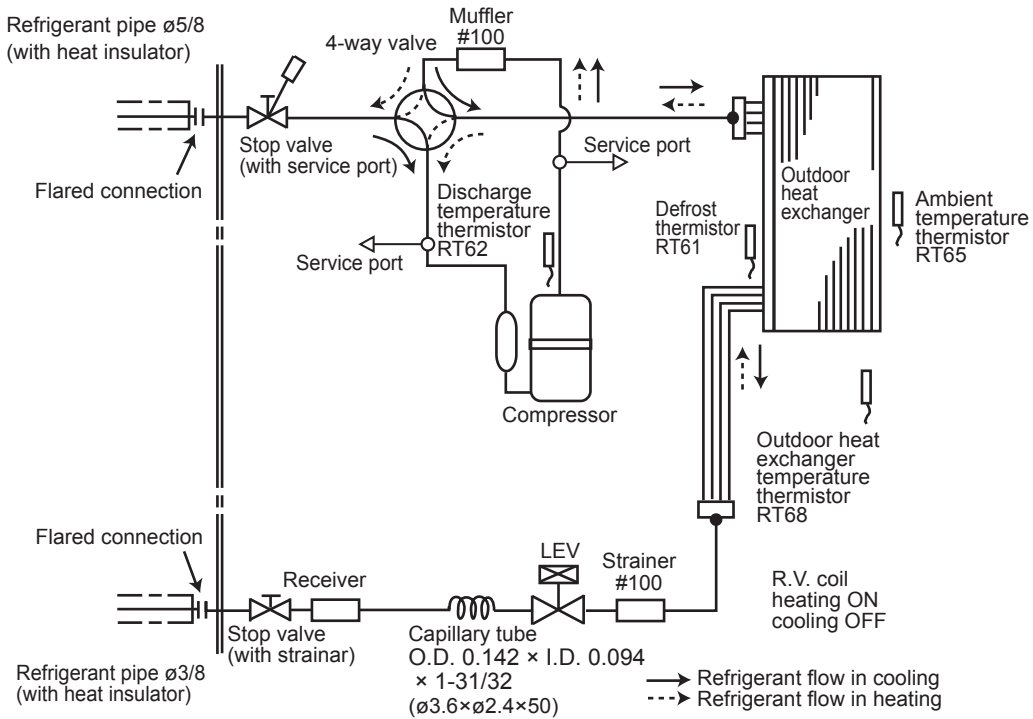 Refrigerant pipe ø5/8
(with heat insulator)
Muffler
#100
4-way valve
Stop valve
(with service port)
Flared connection
Service port
Discharge
temperature
thermistor
RT62
Service port
Compressor
Outdoor
heat
exchanger
Defrost
thermistor
RT61
Ambient
temperature
thermistor
RT65
Outdoor heat
exchanger
temperature
thermistor
RT68
Flared connection
Receiver
LEV
Strainer
#100
R.V. coil
heating ON
cooling OFF
Stop valve
(with strainar)
Capillary tube
O.D. 0.142 × I.D. 0.094
× 1-31/32
(ø3.6×ø2.4×50)
Refrigerant pipe ø3/8
(with heat insulator)
Refrigerant flow in cooling
Refrigerant flow in heating